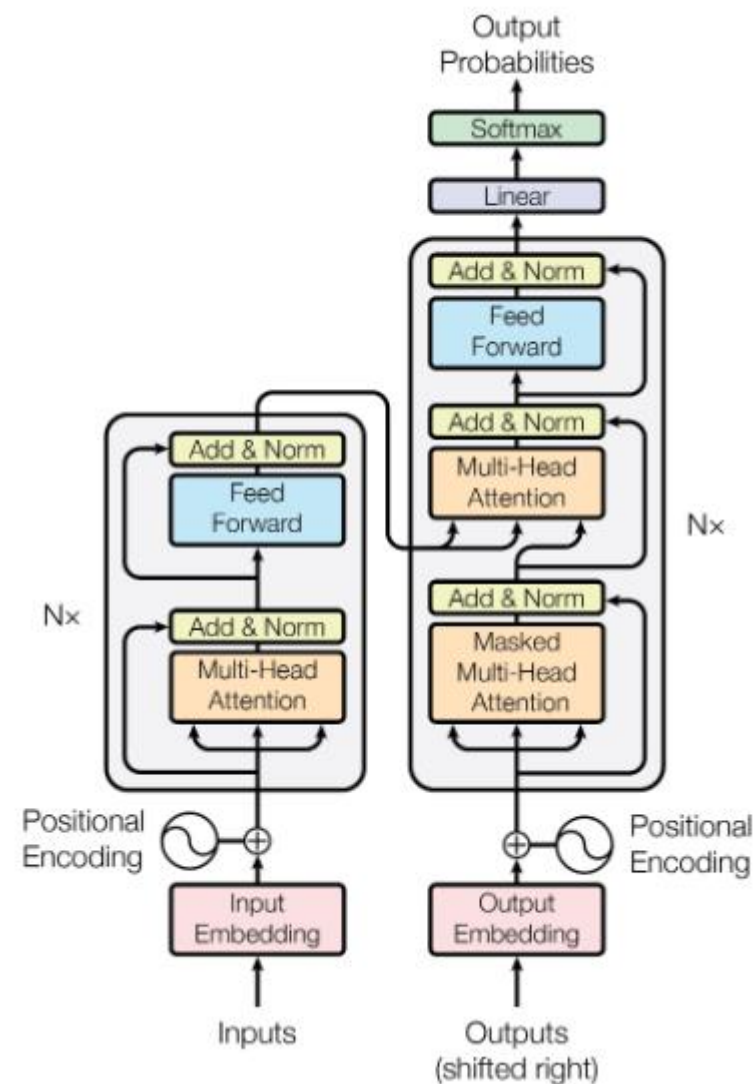 Output
Probabilities
Softmax
Linear
Add & Norm
Feed
Forward
Add & Norm
Multi-Head
Attention
Add & Norm
Masked
Multi-Head
Attention
Nx
Add & Norm
Feed
Forward
Add & Norm
Multi-Head
Attention
Nx
Positional
Encoding
Positional
Encoding
Input
Embedding
Output
Embedding
Inputs
Outputs
(shifted right)